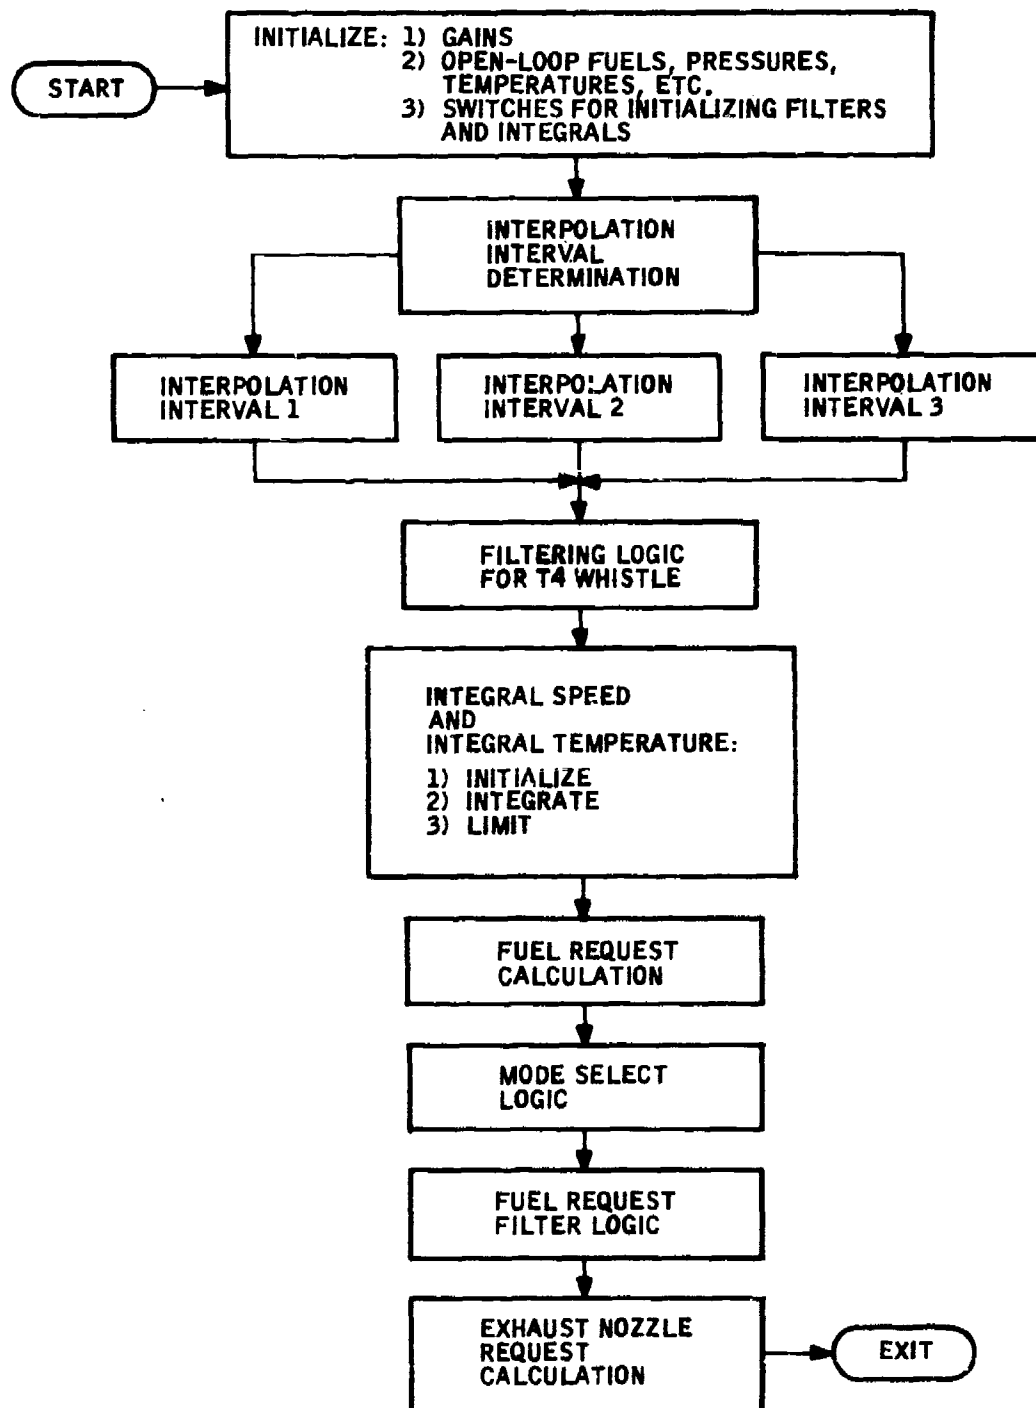 START
INITIALIZE: 1) GAINS
2) OPEN-LOOP FUELS, PRESSURES,
TEMPERATURES, ETC.
3) SWITCHES FOR INITIALIZING FILTERS
AND INTEGRALS
INTERPOLATION
INTERVAL
DETERMINATION
INTERPOLATION
INTERVAL 1
INTERPOLATION
INTERVAL 2
INTERPOLATION
INTERVAL 3
FILTERING LOGIC
FOR T4 WHISTLE
INTEGRAL SPEED
AND
INTEGRAL TEMPERATURE:
1) INITIALIZE
2) INTEGRATE
3) LIMIT
FUEL REQUEST
CALCULATION
MODE SELECT
LOGIC
FUEL REQUEST
FILTER LOGIC
EXHAUST NOZZLE
REQUEST
CALCULATION
EXIT